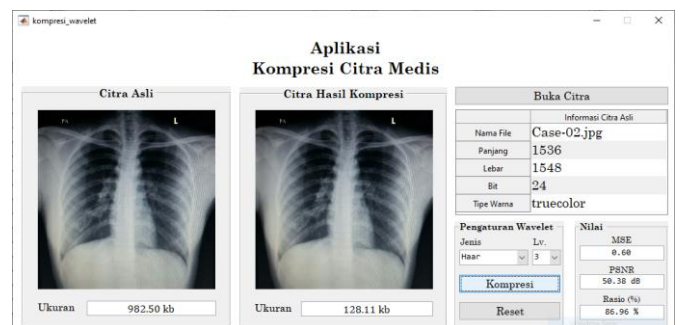 kompresi_wavelet
Aplikasi
Kompresi Citra Medis
Citra Asli
L
Ukuran
982.50 kb
Citra Hasil Kompresi
L
Ukuran
128.11 kb
Buka Citra
Informasi Citra Asli
Nama File Case-02.jpg
Panjang 1536
Lebar 1548
Bit 24
Tipe Warna truecolor
Pengaturan Wavelet
Jenis Lv.
Haar 3
Kompresi
Reset
Nilai
MSE
0.60
PSNR
50.38 dB
Rasio (%)
86.96 %